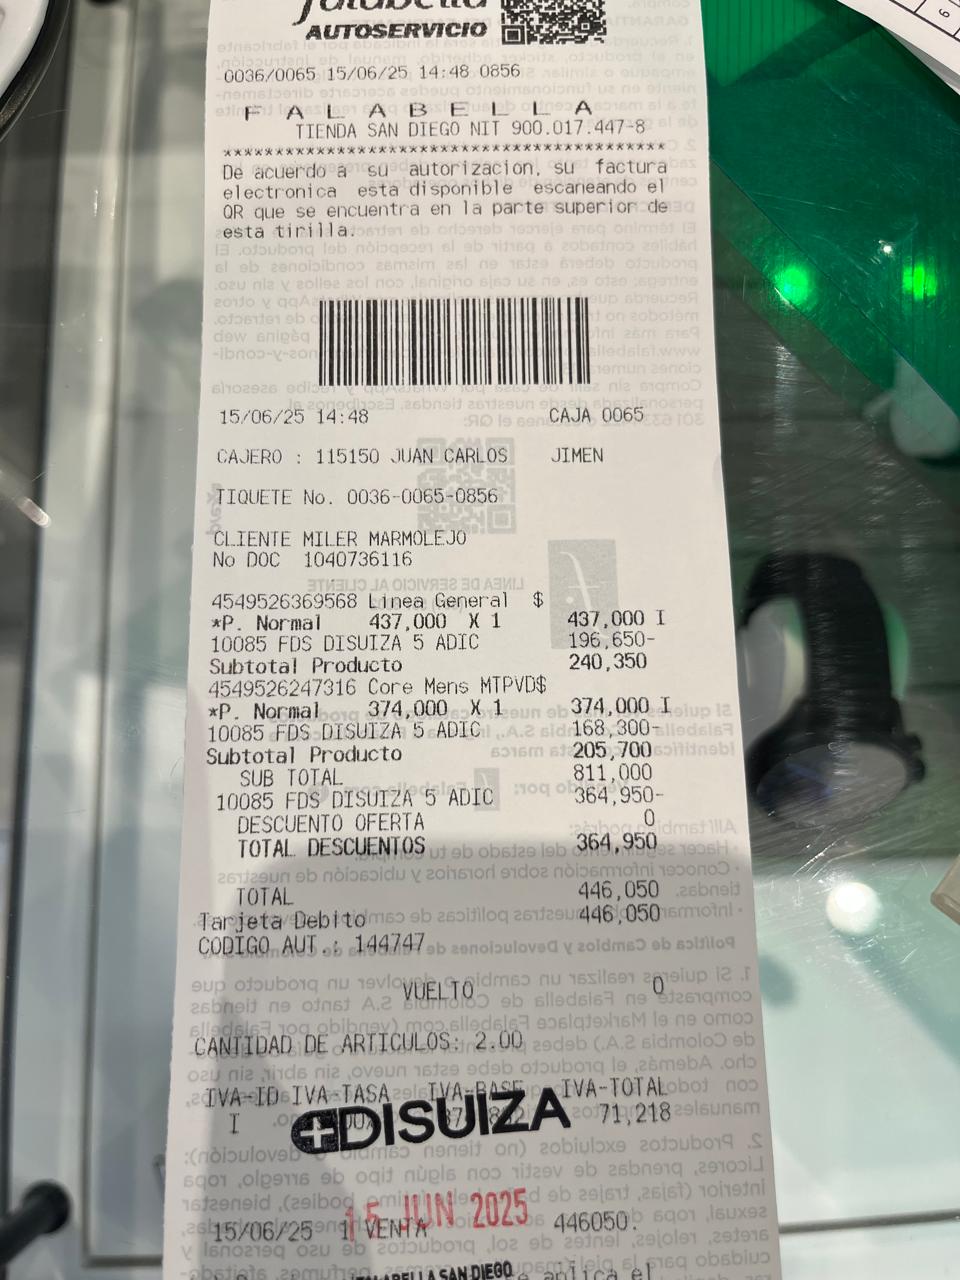 falabella
AUTOSERVICIO
0036/0065 15/06/25 14:48 0856
F A L A B E L L A
TIENDA SAN DIEGO NIT 900.017.447-8
******************************************
De acuerdo a su autorizacion, su factura
electronica esta disponible escaneando el
QR que se encuentra en la parte superior de
esta tirilla.
15/06/25 14:48 CAJA 0065
CAJERO : 115150 JUAN CARLOS JIMEN
TIQUETE No. 0036-0065-0856
CLIENTE MILER MARMOLEJO
No DOC 1040736116
4549526369568 Linea General $
*P. Normal 437,000 X 1 437,000 I
10085 FDS DISUIZA 5 ADIC 196,650-
Subtotal Producto 240,350
4549526247316 Core Mens MTPVD$
*P. Normal 374,000 X 1 374,000 I
10085 FDS DISUIZA 5 ADIC 168,300-
Subtotal Producto 205,700
SUB TOTAL 811,000
10085 FDS DISUIZA 5 ADIC 364,950-
DESCUENTO OFERTA 0
TOTAL DESCUENTOS 364,950
TOTAL 446,050
Tarjeta Debito 446,050
CODIGO AUT.: 144747
VUELTO 0
CANTIDAD DE ARTICULOS: 2.00
IVA-ID IVA-TASA IVA-BASE IVA-TOTAL
I 71,218
DISUIZA
15 JUN 2025
15/06/25 1 VENTA 446050.
FALABELLA SAN DIEGO
aplica el